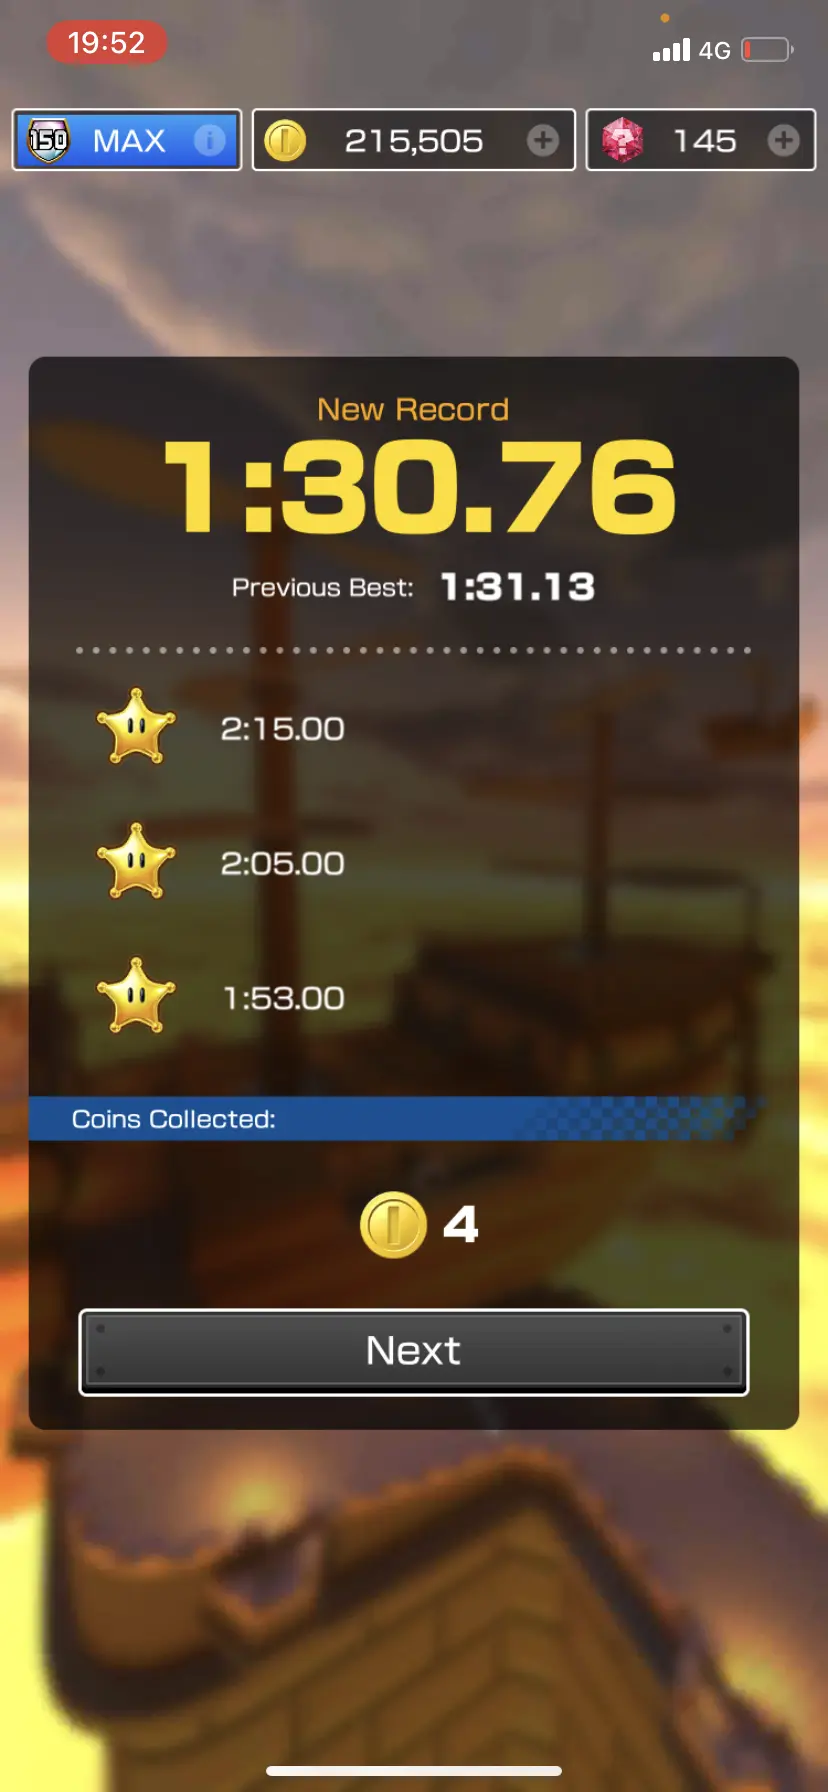 19:52 4G
150 MAX i 215,505 + ? 145 +
New Record
1:30.76
Previous Best: 1:31.13
2:15.00
2:05.00
1:53.00
Coins Collected:
4
Next